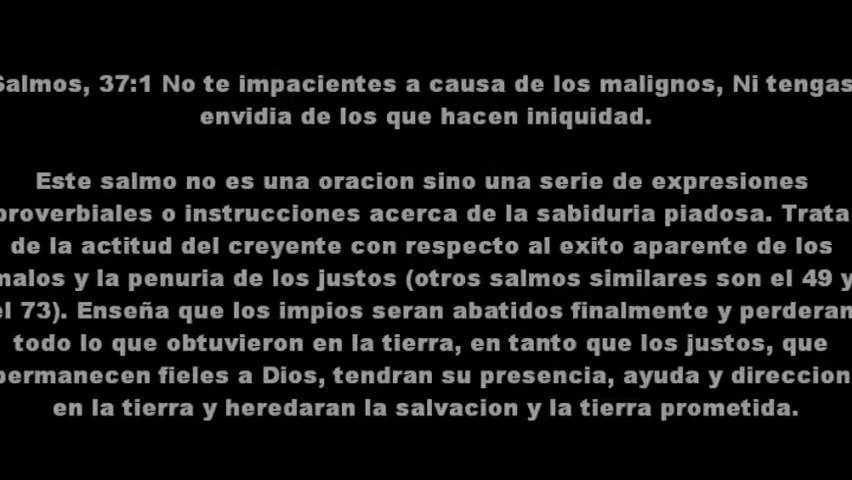 Salmos, 37:1 No te impacientes a causa de los malignos, Ni tengas
envidia de los que hacen iniquidad.
Este salmo no es una oracion sino una serie de expresiones
proverbiales o instrucciones acerca de la sabiduria piadosa. Trata
de la actitud del creyente con respecto al exito aparente de los
malos y la penuria de los justos (otros salmos similares son el 49 y
el 73). Enseña que los impios seran abatidos finalmente y perderan
todo lo que obtuvieron en la tierra, en tanto que los justos, que
permanecen fieles a Dios, tendran su presencia, ayuda y direccion
en la tierra y heredaran la salvacion y la tierra prometida.